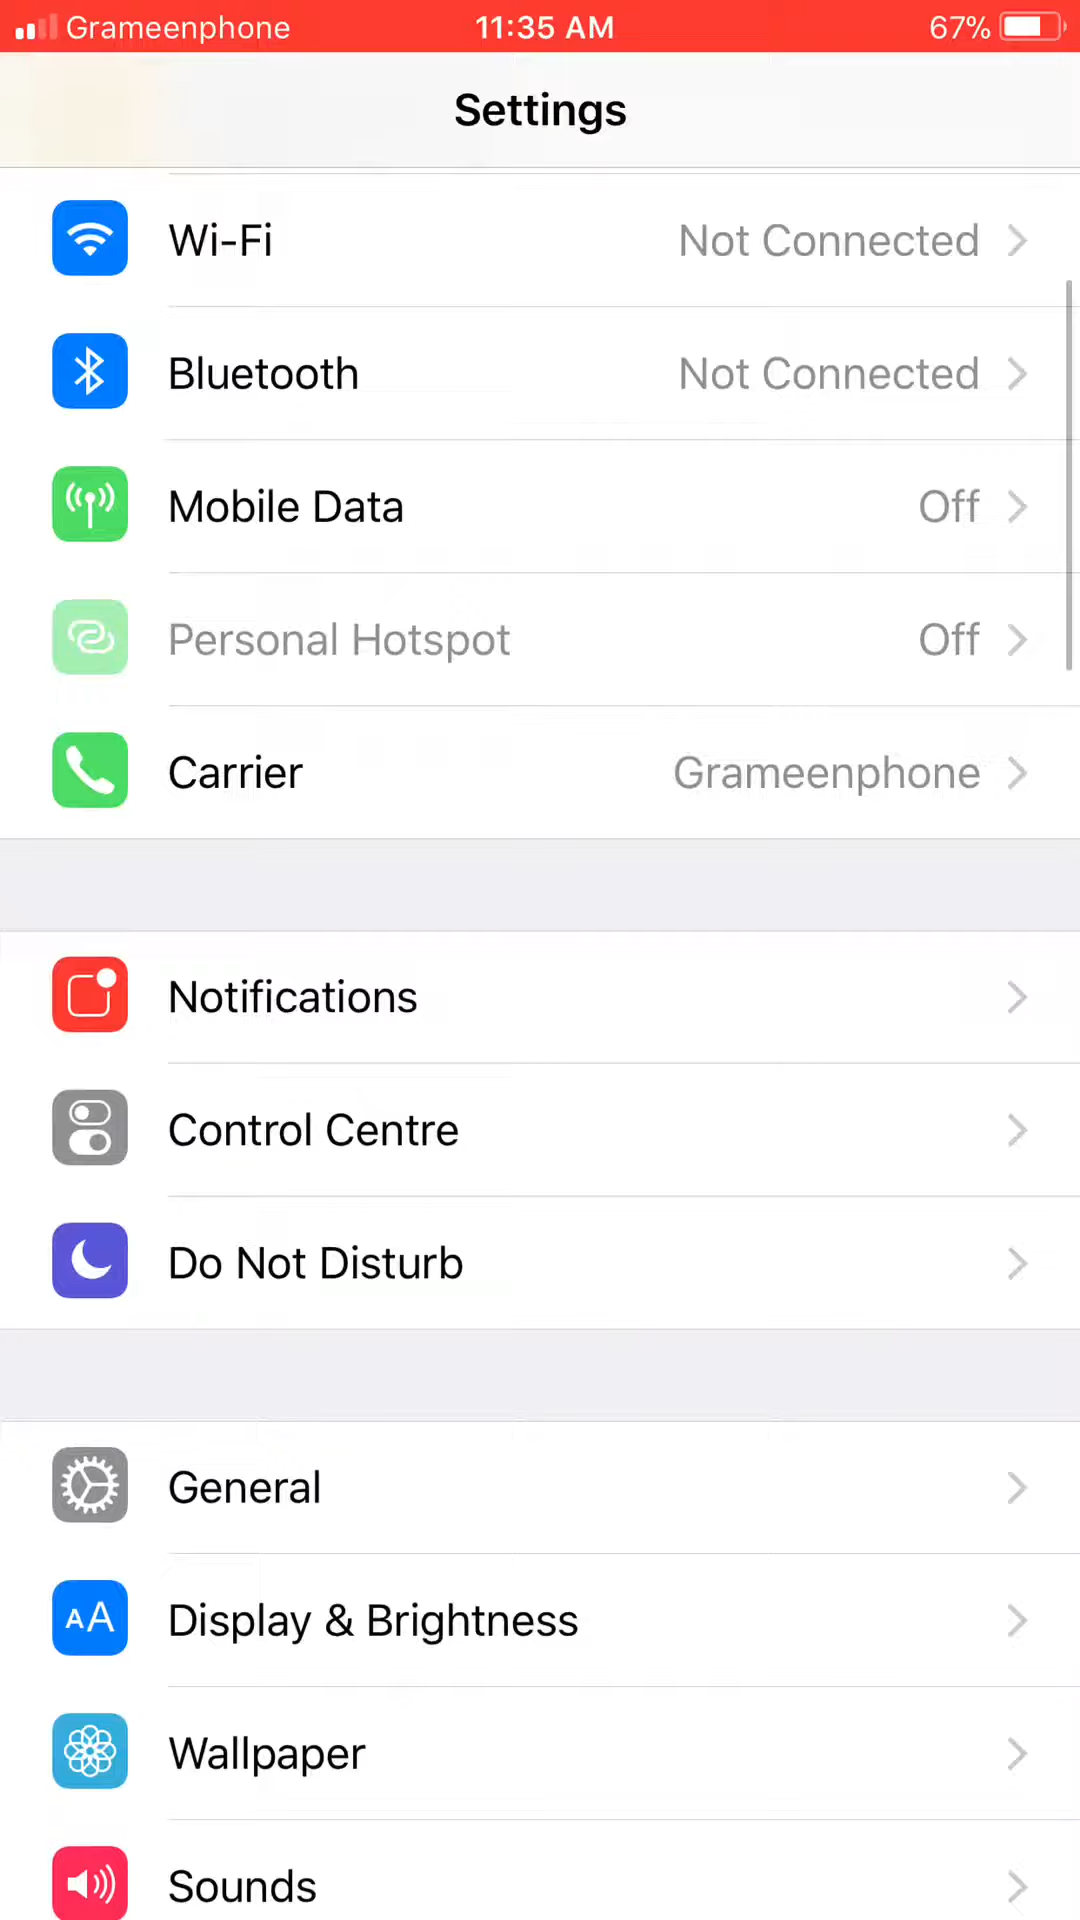 Grameenphone 11:35 AM 67%
Settings
Wi-Fi Not Connected
Bluetooth Not Connected
Mobile Data Off
Personal Hotspot Off
Carrier Grameenphone
Notifications
Control Centre
Do Not Disturb
General
AA Display & Brightness
Wallpaper
Sounds